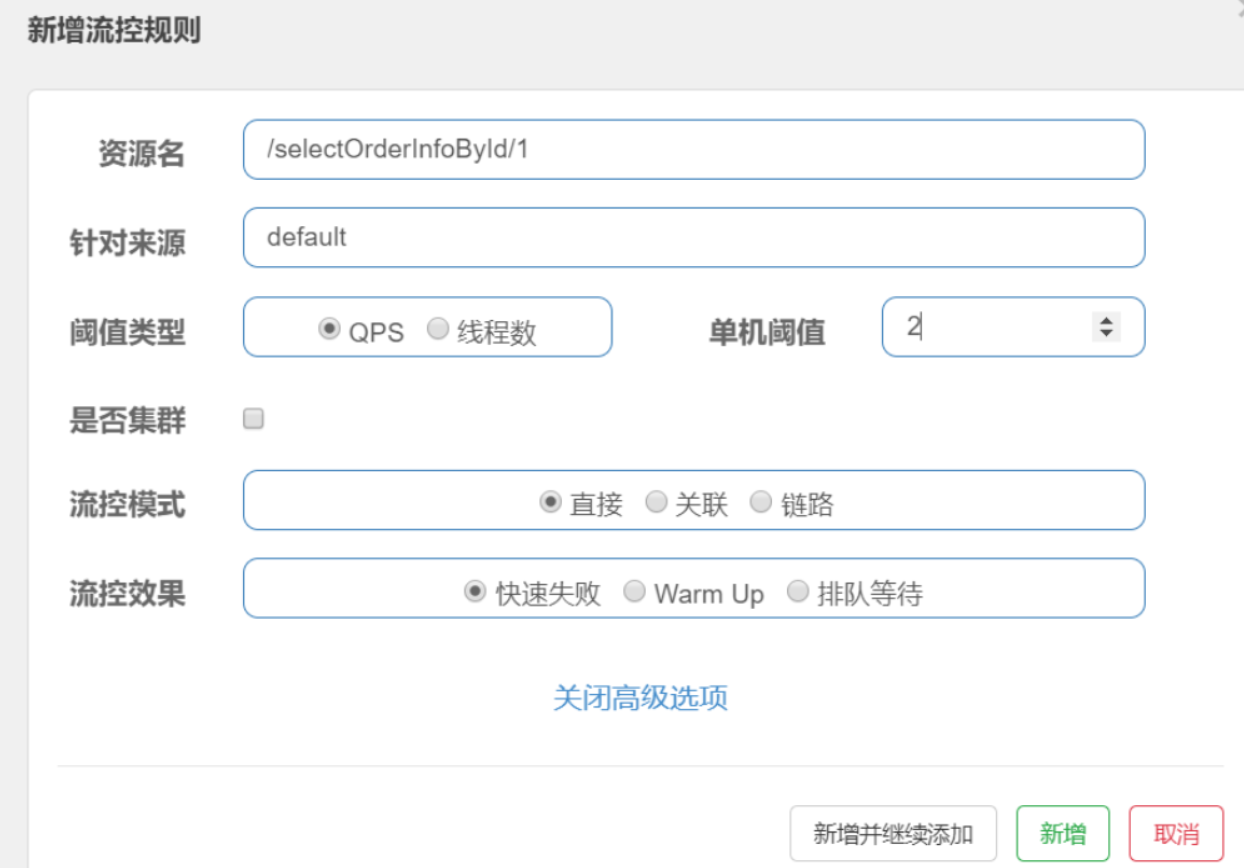 新增流控规则
资源名 /selectOrderInfoById/1
针对来源 default
阈值类型 QPS 线程数 单机阈值 2
是否集群
流控模式 直接 关联 链路
流控效果 快速失败 Warm Up 排队等待
关闭高级选项
新增并继续添加 新增 取消